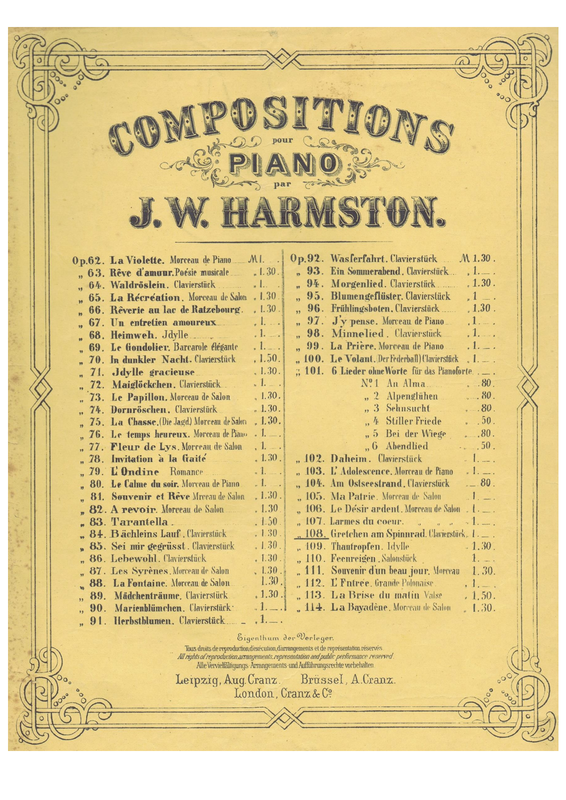 COMPOSITIONS
pour
PIANO
par
J. W. HARMSTON.
Op. 62. La Violette. Morceau de Piano M 1. —
„ 63. Rêve d'amour. Poésie musicale „ 1. 30
„ 64. Waldröslein. Clavierstück „ 1. —
„ 65. La Récréation, Morceau de Salon „ 1. 30
„ 66. Rêverie au lac de Ratzebourg „ 1. 30
„ 67. Un entretien amoureux „ 1. —
„ 68. Heimweh. Jdylle „ 1. —
„ 69. Le Gondolier. Barcarole élégante „ 1. —
„ 70. In dunkler Nacht. Clavierstück „ 1. 50
„ 71. Jdylle gracieuse „ 1. 30
„ 72. Maiglöckchen. Clavierstück „ 1. —
„ 73. Le Papillon. Morceau de Salon „ 1. 30
„ 74. Dornröschen. Clavierstück „ 1. 30
„ 75. La Chasse. (Die Jagd) Morceau de Salon „ 1. 30
„ 76. Le temps heureux. Morceau de Piano „ 1. —
„ 77. Fleur de Lys. Morceau de Salon „ 1. —
„ 78. Invitation à la Gaité „ 1. 30
„ 79. L'Ondine Romance „ 1. —
„ 80. Le Calme du soir. Morceau de Piano „ 1. —
„ 81. Souvenir et Rêve Mrceau de Salon „ 1. 30
„ 82. A revoir. Morceau de Salon „ 1. 30
„ 83. Tarantella „ 1. 50
„ 84. Bächleins Lauf. Clavierstück „ 1. 30
„ 85. Sei mir gegrüsst. Clavierstück „ 1. 30
„ 86. Lebewohl. Clavierstück „ 1. 30
„ 87. Les Syrènes. Morceau de Salon „ 1. 30
„ 88. La Fontaine. Morceau de Salon 1. 30
„ 89. Mädchenträume, Clavierstück „ 1. 30
„ 90. Marienblümchen, Clavierstück „ 1. —
„ 91. Herbstblumen, Clavierstück „ 1. —
Op. 92. Wasferfahrt. Clavierstück M 1. 30
„ 93. Ein Sommerabend, Clavierstück „ 1. —
„ 94. Morgenlied. Clavierstück „ 1. 30
„ 95. Blumengeflüster. Clavierstück „ 1. —
„ 96. Frühlingsboten, Clavierstück „ 1. 30
„ 97. J'y pense. Morceau de Piano „ 1. —
„ 98. Minnelied. Clavierstück „ 1. —
„ 99. La Prière. Morceau de Piano „ 1. —
„ 100. Le Volant. (Der Federball) Clavierstück „ 1. —
„ 101. 6 Lieder ohne Worte für das Pianoforte
No. 1 An Alma „ — 80
„ 2 Alpenglühen „ — 80
„ 3 Sehnsucht „ — 80
„ 4 Stiller Friede „ — 50
„ 5 Bei der Wiege „ — 80
„ 6 Abendlied „ — 50
„ 102. Daheim. Clavierstück „ 1. —
„ 103. L'Adolescence. Morceau de Piano „ 1. —
„ 104. Am Ostseestrand, Clavierstück „ — 80
„ 105. Ma Patrie. Morceau de Salon „ 1. —
„ 106. Le Désir ardent. Morceau de Salon „ 1. —
„ 107. Larmes du coeur. „ „ „ „ 1. —
„ 108. Gretchen am Spinnrad. Clavierstück „ 1. —
„ 109. Thautropfen. Idylle „ 1. 30
„ 110. Feenreigen. Salonstück „ 1. —
„ 111. Souvenir d'un beau jour, Morceau „ 1. 30
„ 112. L'Entrée, Grande Polonaise „ 1. —
„ 113. La Brise du matin Valse „ 1. 50
„ 114. La Bayadène, Morceau de Salon „ 1. 30
Eigenthum der Verleger.
Tous droits de reproduction d'exécution, d'arrangements et de représentation réservés.
All rights of reproduction, arrangements, representation and public performance reserved
Alle Vervielfältigungs- Arrangements und Aufführungsrechte vorbehalten
Leipzig, Aug. Cranz. Brüssel, A. Cranz.
London, Cranz & Co.